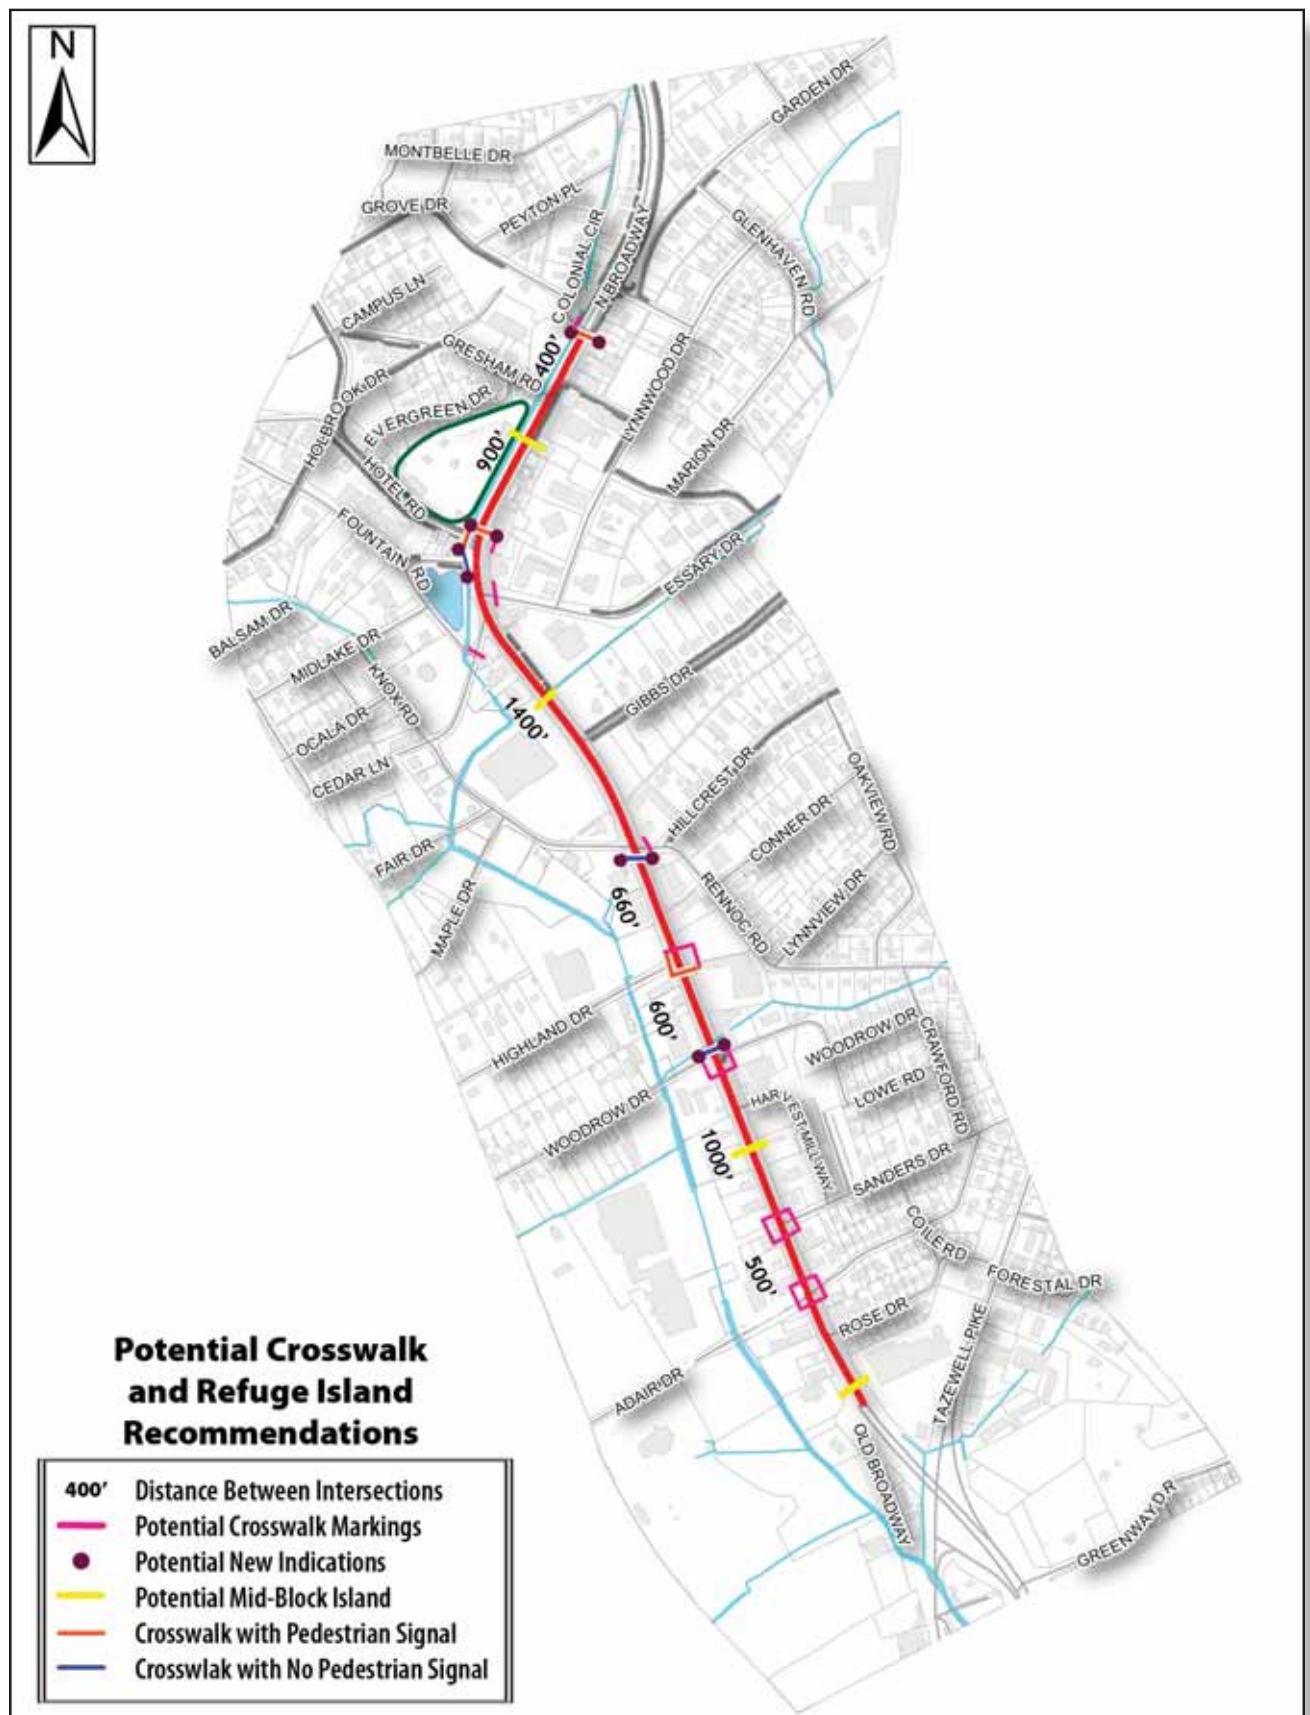 N
GARDEN DR
MONTBELLE DR
PEYTON PL
GROVE DR
GLENHAVEN RD
COLONIAL CIR
N BROADWAY
CAMPUS LN
400'
GRESHAM RD
LYNNWOOD DR
HOLBROOK DR
EVERGREEN DR
900'
MARION DR
HOTEL RD
FOUNTAIN RD
ESSARY DR
BALSAM DR
MIDLAKE DR
KNOX RD
GIBBS DR
1400'
OCALA DR
CEDAR LN
HILLCREST DR
OAKVIEW RD
CONNER DR
FAIR DR
660'
RENNOC RD
LYNNVIEW DR
MAPLE DR
600'
HIGHLAND DR
WOODROW DR
CRAWFORD RD
LOWE RD
WOODROW DR
HARVEST MILL WAY
1000'
SANDERS DR
COILE RD
500'
FORESTAL DR
ROSE DR
TAZEWELL PIKE
ADAIR DR
OLD BROADWAY
GREENWAY DR
Potential Crosswalk
and Refuge Island
Recommendations
400' Distance Between Intersections
Potential Crosswalk Markings
Potential New Indications
Potential Mid-Block Island
Crosswalk with Pedestrian Signal
Crosswlak with No Pedestrian Signal